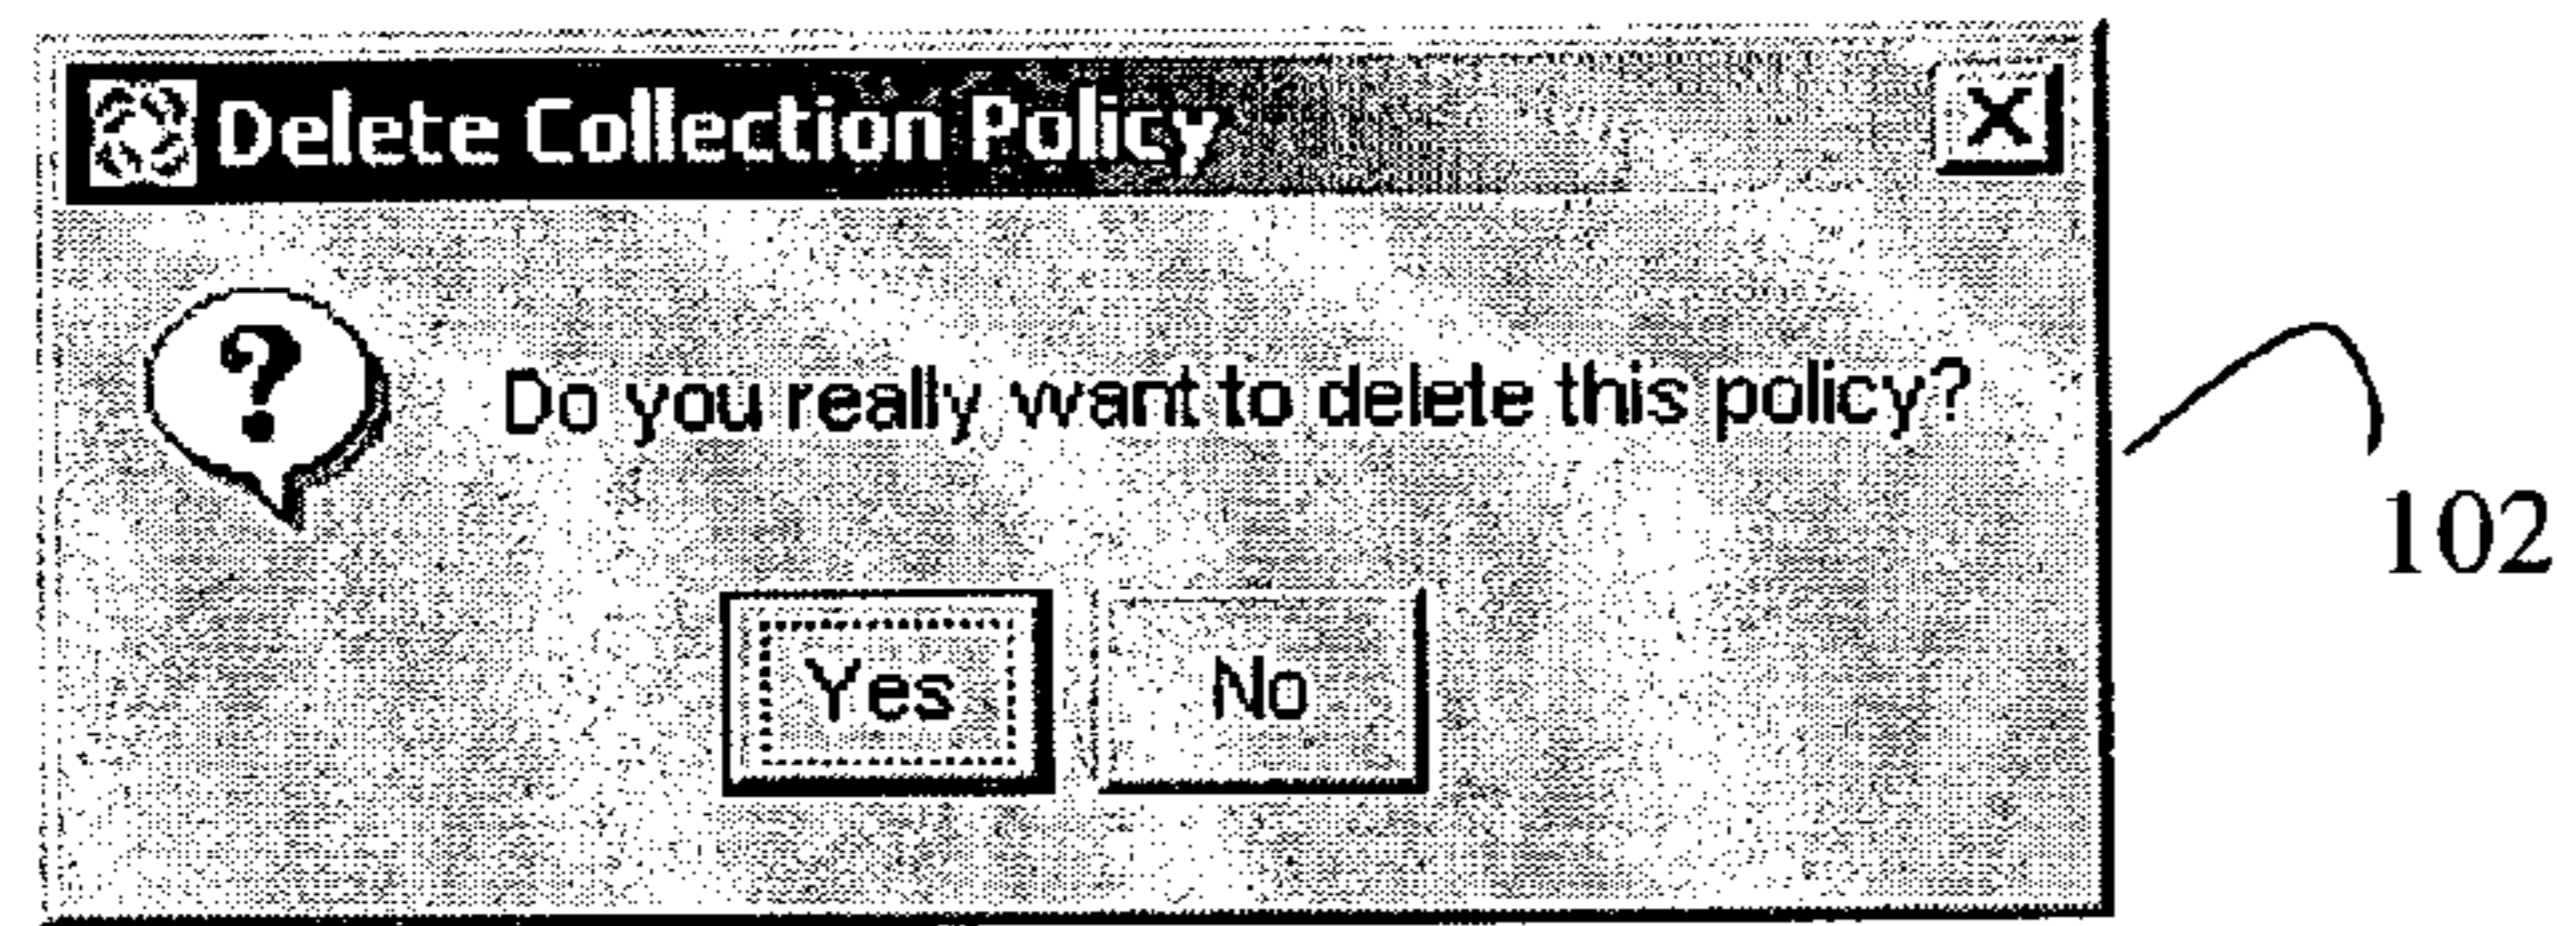 Delete Collection Policy X
? Do you really want to delete this policy?
102
Yes No